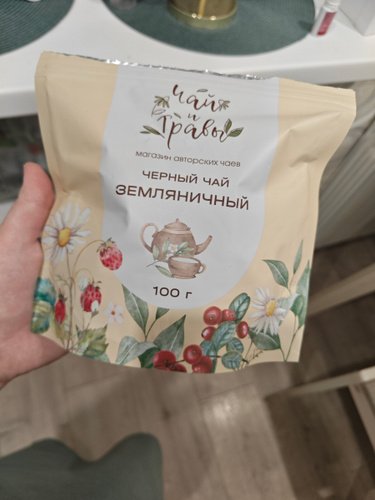 Чай
и
Травы
магазин авторских чаев
ЧЕРНЫЙ ЧАЙ
ЗЕМЛЯНИЧНЫЙ
100 г